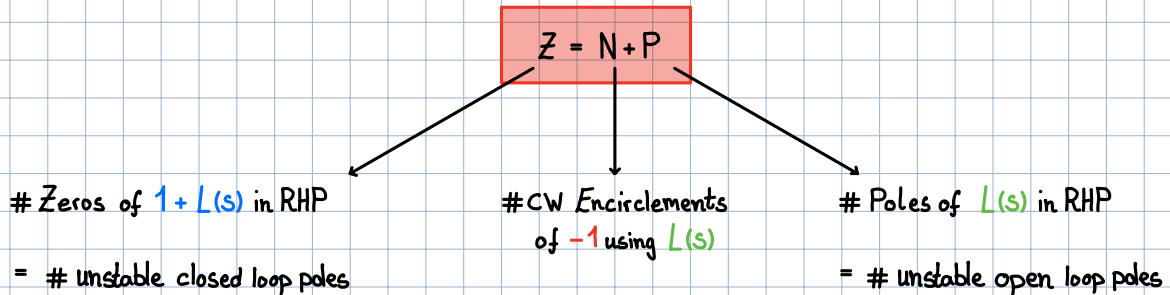 Z = N + P
# Zeros of 1 + L(s) in RHP
= # unstable closed loop poles
# CW Encirclements
of -1 using L(s)
# Poles of L(s) in RHP
= # unstable open loop poles